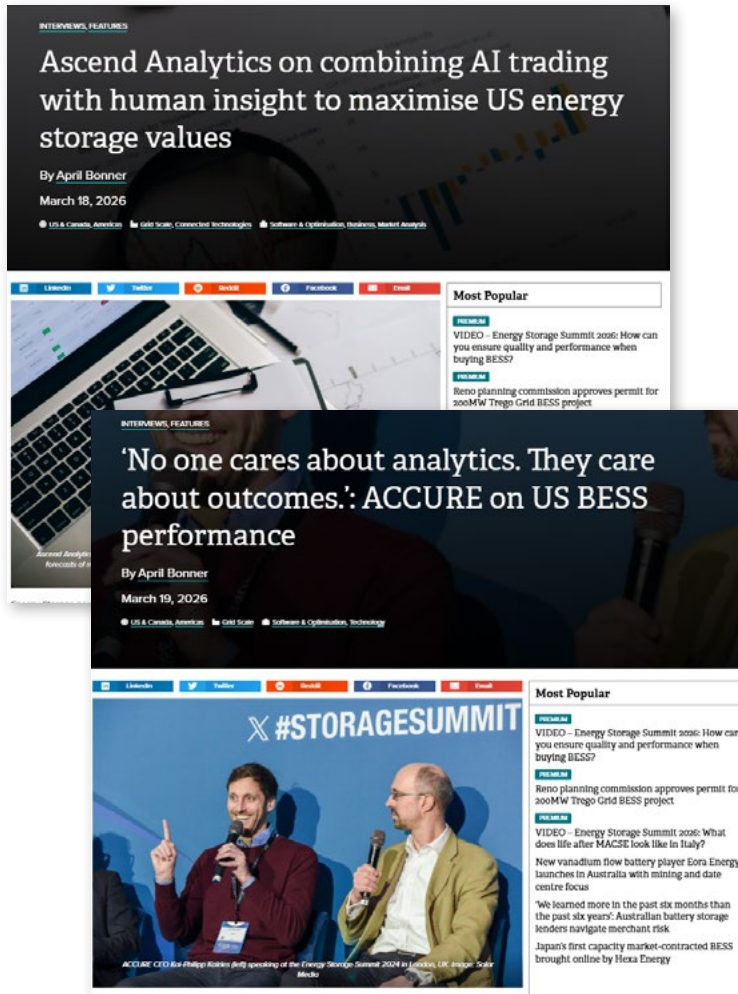 INTERVIEWS, FEATURES
Ascend Analytics on combining AI trading
with human insight to maximise US energy
storage values
By April Bonner
March 18, 2026
US & Canada, Americas Grid Scale, Connected Technologies Software & Optimisation, Business, Market Analysis
LinkedIn Twitter Reddit Facebook Email
Most Popular
PREMIUM
VIDEO – Energy Storage Summit 2026: How can
you ensure quality and performance when
buying BESS?
PREMIUM
Reno planning commission approves permit for
200MW Trego Grid BESS project
Ascend Analytics
forecasts of
INTERVIEWS, FEATURES
‘No one cares about analytics. They care
about outcomes.’: ACCURE on US BESS
performance
By April Bonner
March 19, 2026
US & Canada, Americas Grid Scale Software & Optimisation, Technology
LinkedIn Twitter Reddit Facebook Email
X #STORAGESUMMIT
ACCURE CEO Kai-Philipp Kairies (left) speaking at the Energy Storage Summit 2024 in London, UK. Image: Solar
Media
Most Popular
PREMIUM
VIDEO – Energy Storage Summit 2026: How can
you ensure quality and performance when
buying BESS?
PREMIUM
Reno planning commission approves permit for
200MW Trego Grid BESS project
PREMIUM
VIDEO – Energy Storage Summit 2026: What
does life after MACSE look like in Italy?
New vanadium flow battery player Eora Energy
launches in Australia with mining and date
centre focus
‘We learned more in the past six months than
the past six years’: Australian battery storage
lenders navigate merchant risk
Japan’s first capacity market-contracted BESS
brought online by Hexa Energy